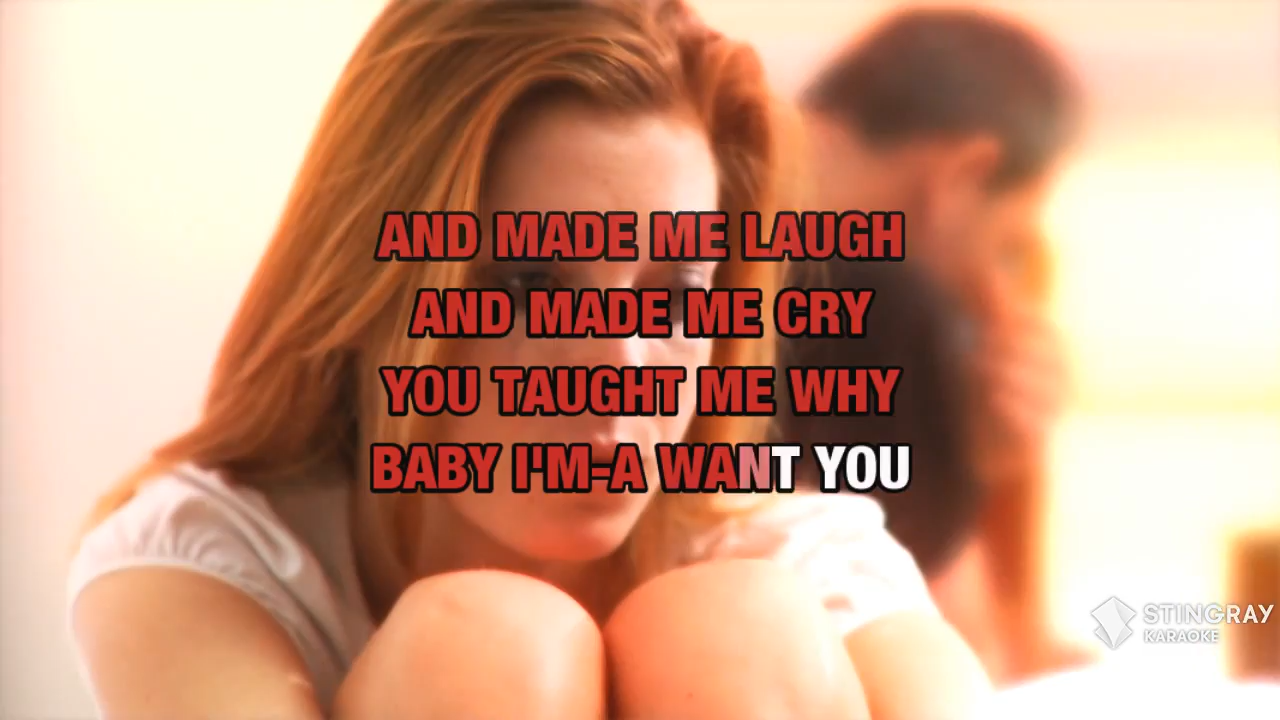 AND MADE ME LAUGH
AND MADE ME CRY
YOU TAUGHT ME WHY
BABY I'M-A WANT YOU
STINGRAY
KARAOKE